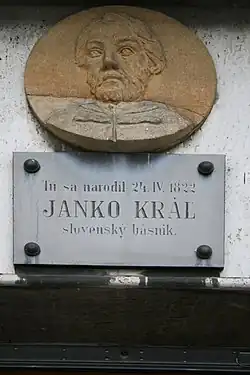 Tu sa narodil 24. IV. 1822
JANKO KRÁĽ
slovenský básnik.